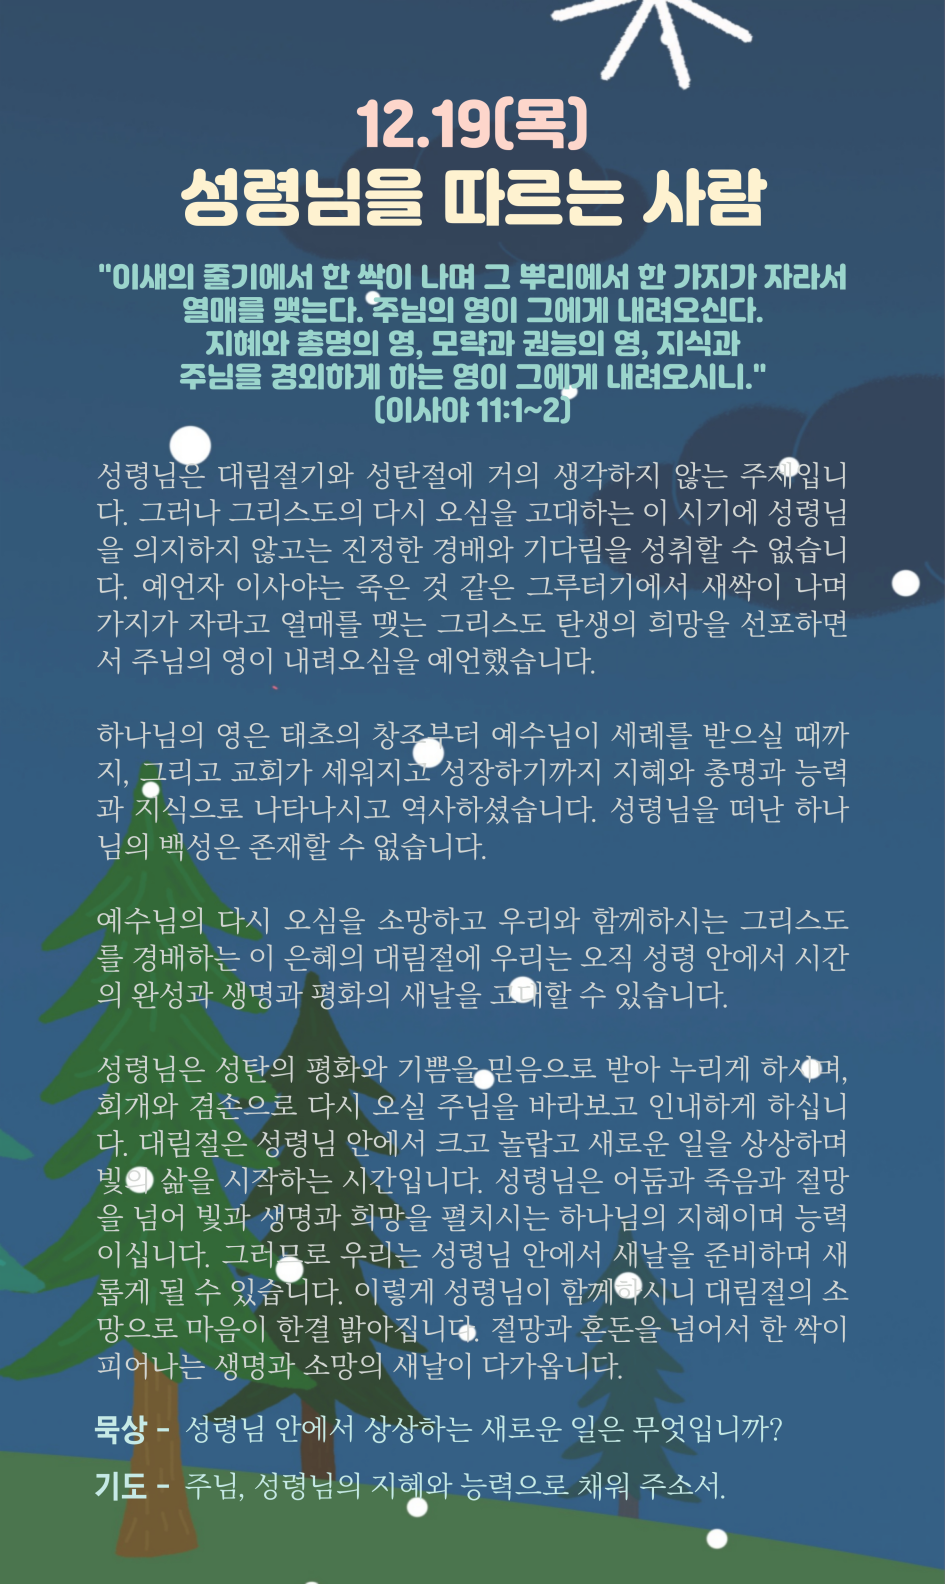 12.19(목)
성령님을 따르는 사람
"이새의 줄기에서 한 싹이 나며 그 뿌리에서 한 가지가 자라서
열매를 맺는다. 주님의 영이 그에게 내려오신다.
지혜와 총명의 영, 모략과 권능의 영, 지식과
주님을 경외하게 하는 영이 그에게 내려오시니."
(이사야 11:1~2)
성령님은 대림절기와 성탄절에 거의 생각하지 않는 주제입니
다. 그러나 그리스도의 다시 오심을 고대하는 이 시기에 성령님
을 의지하지 않고는 진정한 경배와 기다림을 성취할 수 없습니
다. 예언자 이사야는 죽은 것 같은 그루터기에서 새싹이 나며
가지가 자라고 열매를 맺는 그리스도 탄생의 희망을 선포하면
서 주님의 영이 내려오심을 예언했습니다.
하나님의 영은 태초의 창조부터 예수님이 세례를 받으실 때까
지, 그리고 교회가 세워지고 성장하기까지 지혜와 총명과 능력
과 지식으로 나타나시고 역사하셨습니다. 성령님을 떠난 하나
님의 백성은 존재할 수 없습니다.
예수님의 다시 오심을 소망하고 우리와 함께하시는 그리스도
를 경배하는 이 은혜의 대림절에 우리는 오직 성령 안에서 시간
의 완성과 생명과 평화의 새날을 고대할 수 있습니다.
성령님은 성탄의 평화와 기쁨을 믿음으로 받아 누리게 하시며,
회개와 겸손으로 다시 오실 주님을 바라보고 인내하게 하십니
다. 대림절은 성령님 안에서 크고 놀랍고 새로운 일을 상상하며
빛의 삶을 시작하는 시간입니다. 성령님은 어둠과 죽음과 절망
을 넘어 빛과 생명과 희망을 펼치시는 하나님의 지혜이며 능력
이십니다. 그러므로 우리는 성령님 안에서 새날을 준비하며 새
롭게 될 수 있습니다. 이렇게 성령님이 함께하시니 대림절의 소
망으로 마음이 한결 밝아집니다. 절망과 혼돈을 넘어서 한 싹이
피어나는 생명과 소망의 새날이 다가옵니다.
묵상 - 성령님 안에서 상상하는 새로운 일은 무엇입니까?
기도 - 주님, 성령님의 지혜와 능력으로 채워 주소서.